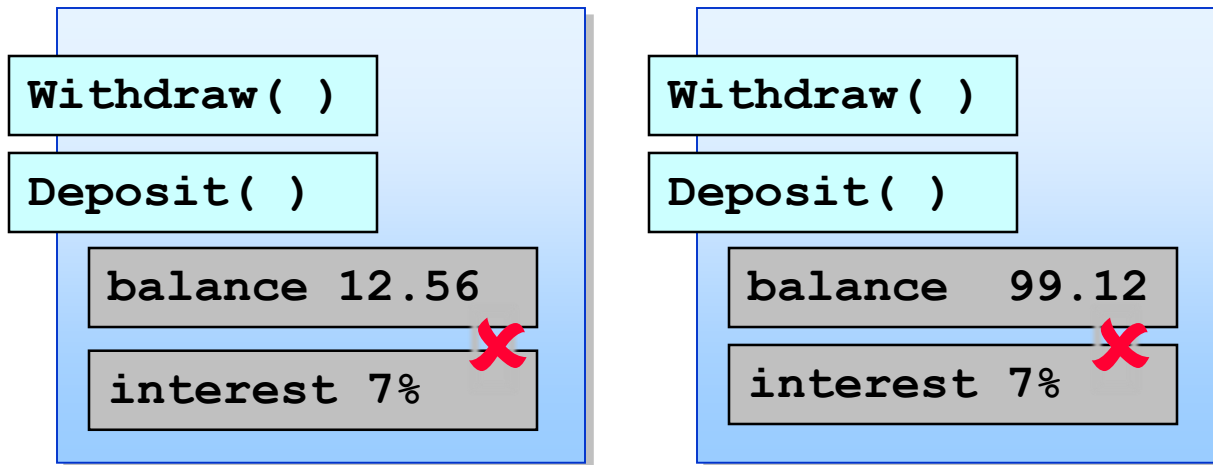 Withdraw( )
Deposit( )
balance 12.56
interest 7%
Withdraw( )
Deposit( )
balance 99.12
interest 7%